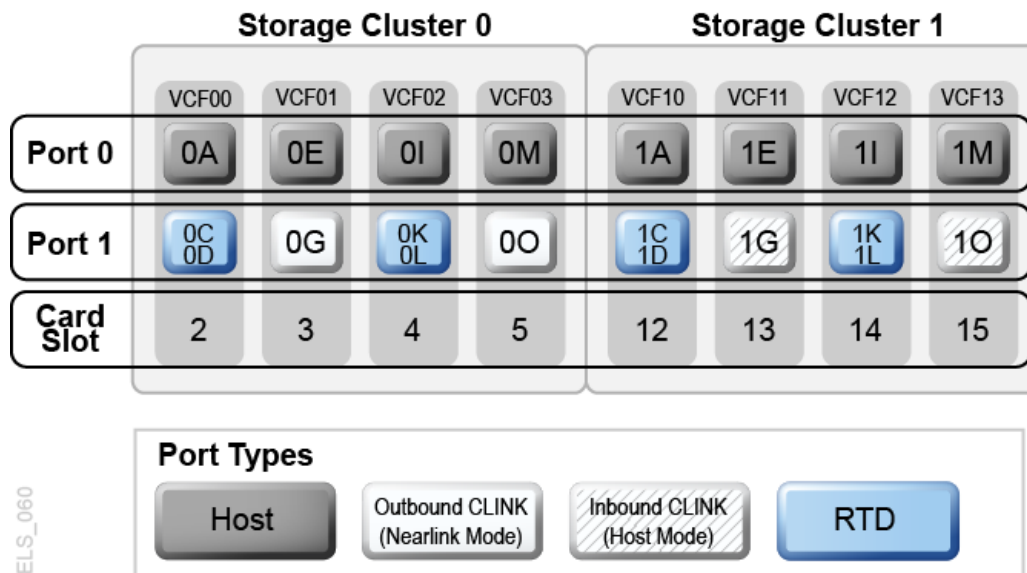 Storage Cluster 0 Storage Cluster 1
VCF00 VCF01 VCF02 VCF03 VCF10 VCF11 VCF12 VCF13
Port 0 0A 0E 0I 0M 1A 1E 1I 1M
Port 1 0C 0D 0G 0K 0L 0O 1C 1D 1G 1K 1L 1O
Card Slot 2 3 4 5 12 13 14 15
Port Types
Host Outbound CLINK (Nearlink Mode) Inbound CLINK (Host Mode) RTD
ELS_060